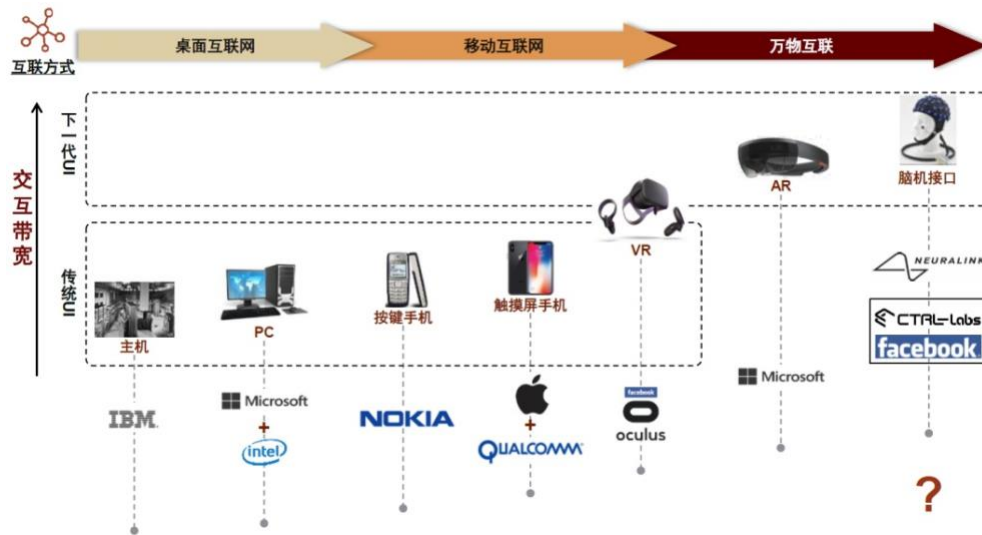 互联方式
桌面互联网
移动互联网
万物互联
交互带宽
下一代UI
传统UI
脑机接口
AR
VR
触摸屏手机
按键手机
PC
主机
NEURALINK
CTRL-Labs
facebook
Microsoft
facebook
oculus
+
QUALCOMM
NOKIA
Microsoft
+
intel
IBM
?